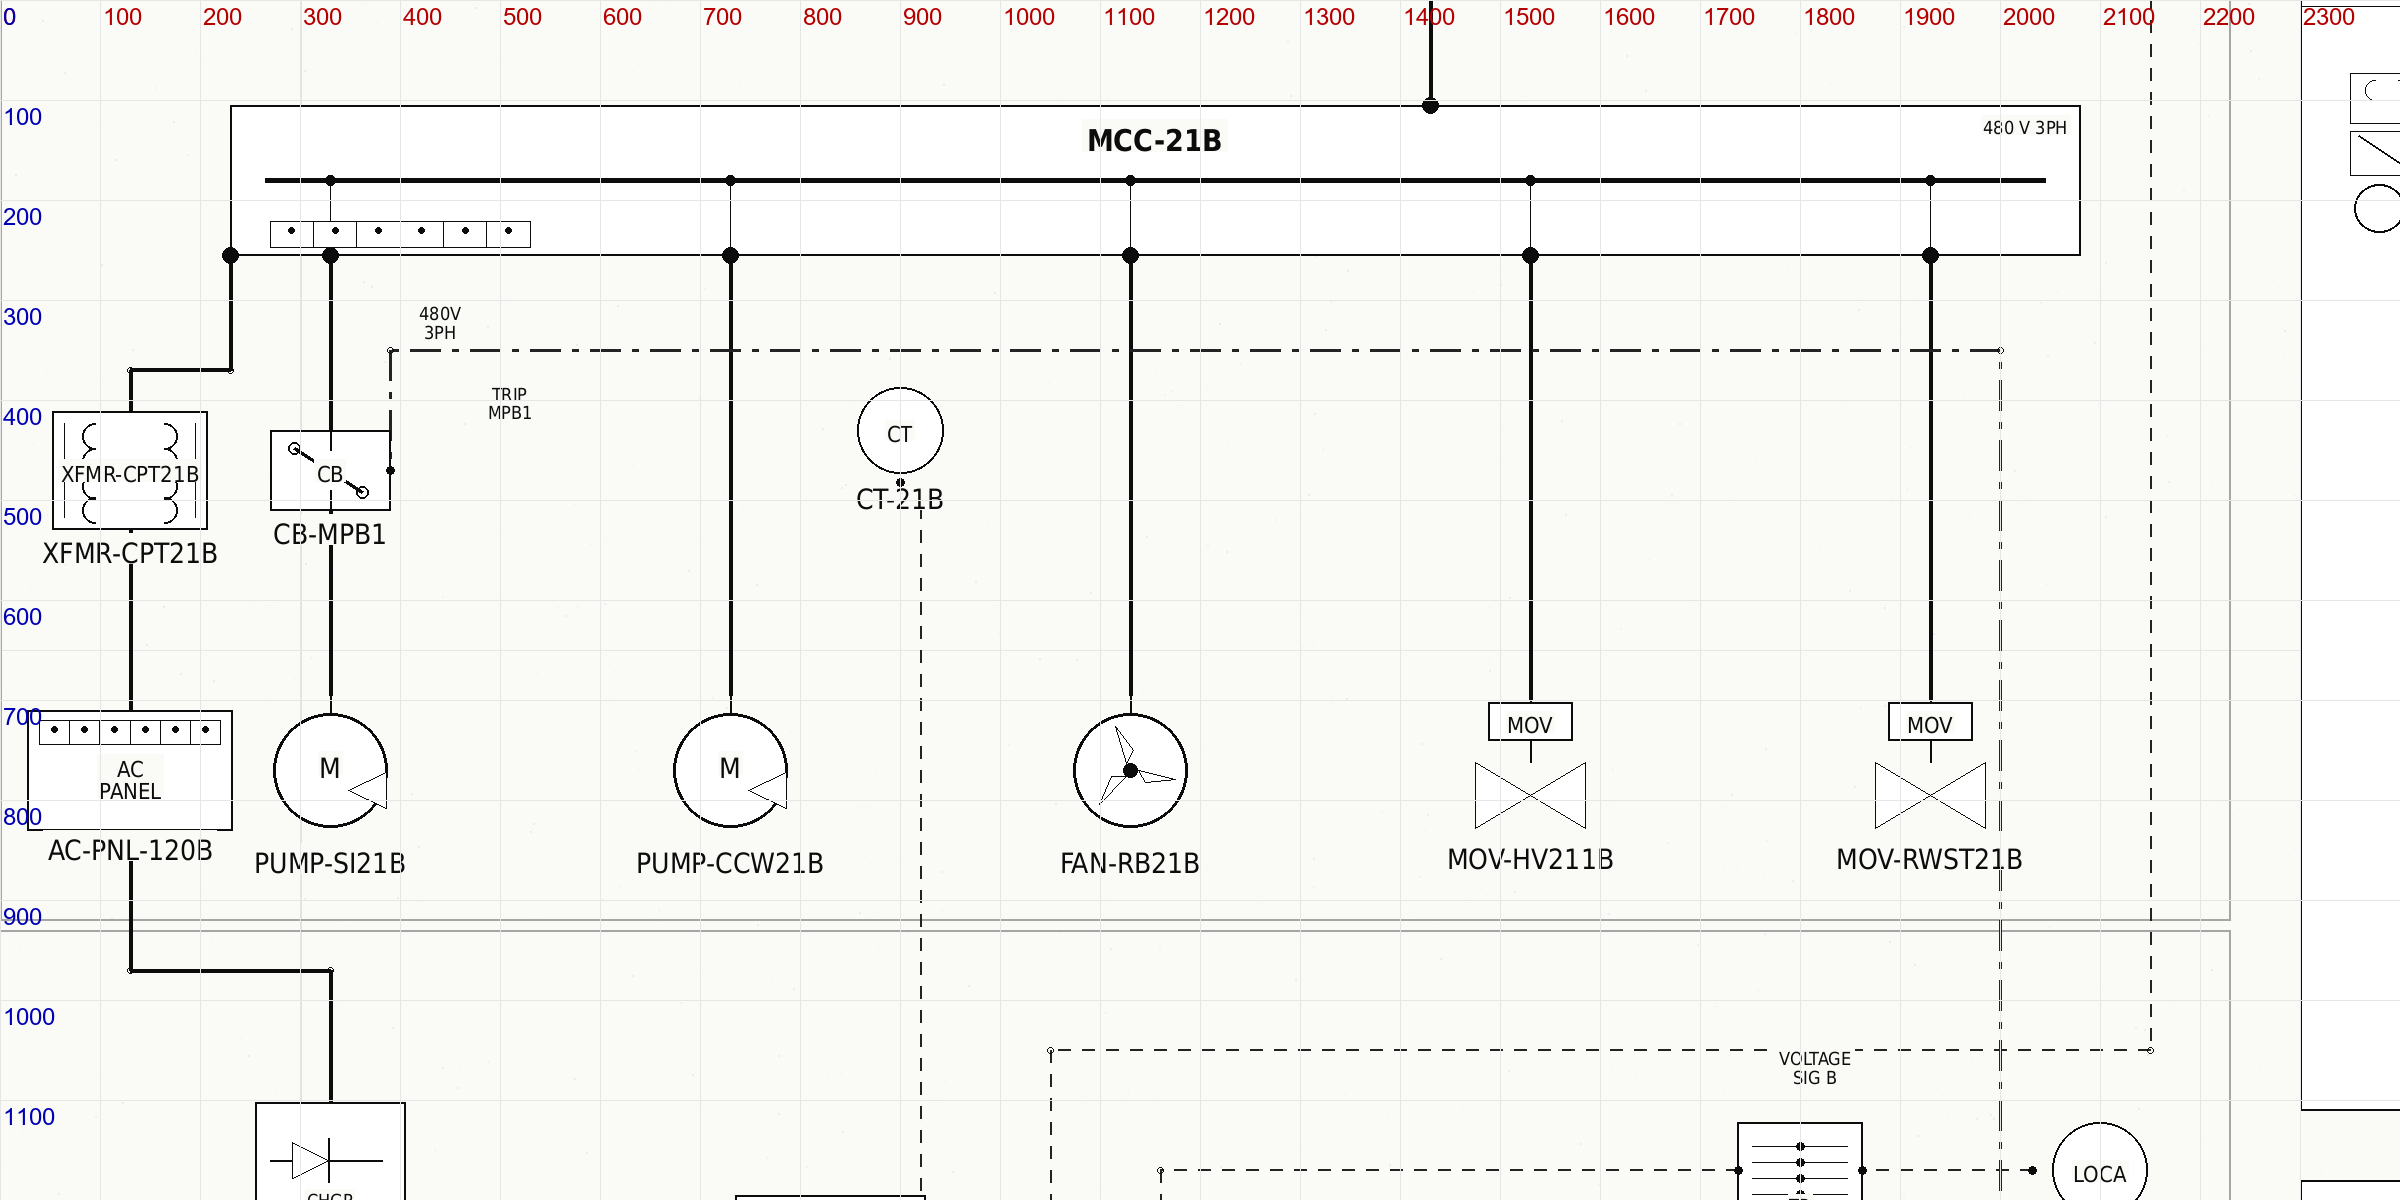 0 100 200 300 400 500 600 700 800 900 1000 1100 1200 1300 1400 1500 1600 1700 1800 1900 2000 2100 2200 2300
100
200
300
400
500
600
700
800
900
1000
1100
MCC-21B
480 V 3PH
480V
3PH
TRIP
MPB1
CT
CT-21B
XFMR-CPT21B
XFMR-CPT21B
CB
CB-MPB1
AC
PANEL
AC-PNL-120B
M
PUMP-SI21B
M
PUMP-CCW21B
FAN-RB21B
MOV
MOV-HV211B
MOV
MOV-RWST21B
VOLTAGE
SIG B
LOCA